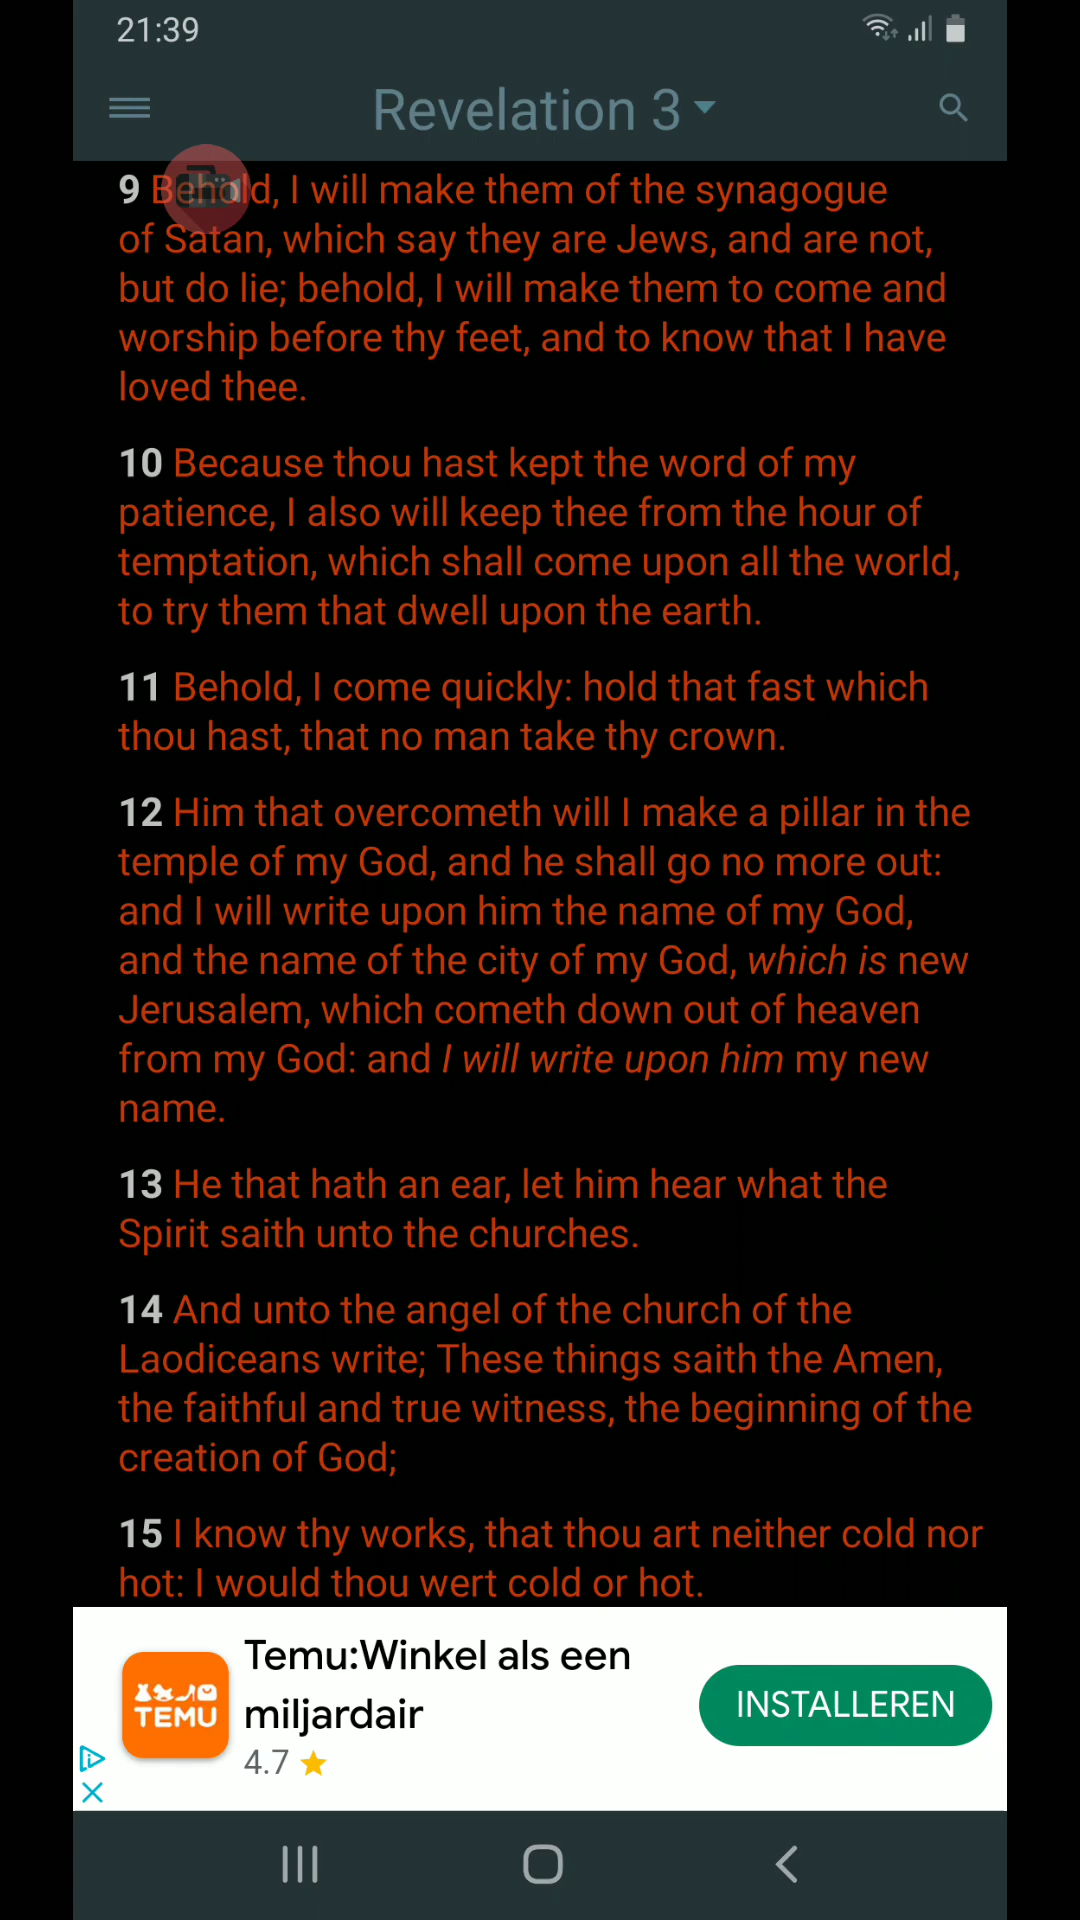 21:39
Revelation 3
9 Behold, I will make them of the synagogue
of Satan, which say they are Jews, and are not,
but do lie; behold, I will make them to come and
worship before thy feet, and to know that I have
loved thee.
10 Because thou hast kept the word of my
patience, I also will keep thee from the hour of
temptation, which shall come upon all the world,
to try them that dwell upon the earth.
11 Behold, I come quickly: hold that fast which
thou hast, that no man take thy crown.
12 Him that overcometh will I make a pillar in the
temple of my God, and he shall go no more out:
and I will write upon him the name of my God,
and the name of the city of my God, which is new
Jerusalem, which cometh down out of heaven
from my God: and I will write upon him my new
name.
13 He that hath an ear, let him hear what the
Spirit saith unto the churches.
14 And unto the angel of the church of the
Laodiceans write; These things saith the Amen,
the faithful and true witness, the beginning of the
creation of God;
15 I know thy works, that thou art neither cold nor
hot: I would thou wert cold or hot.
TEMU
Temu:Winkel als een
miljardair
4.7
INSTALLEREN